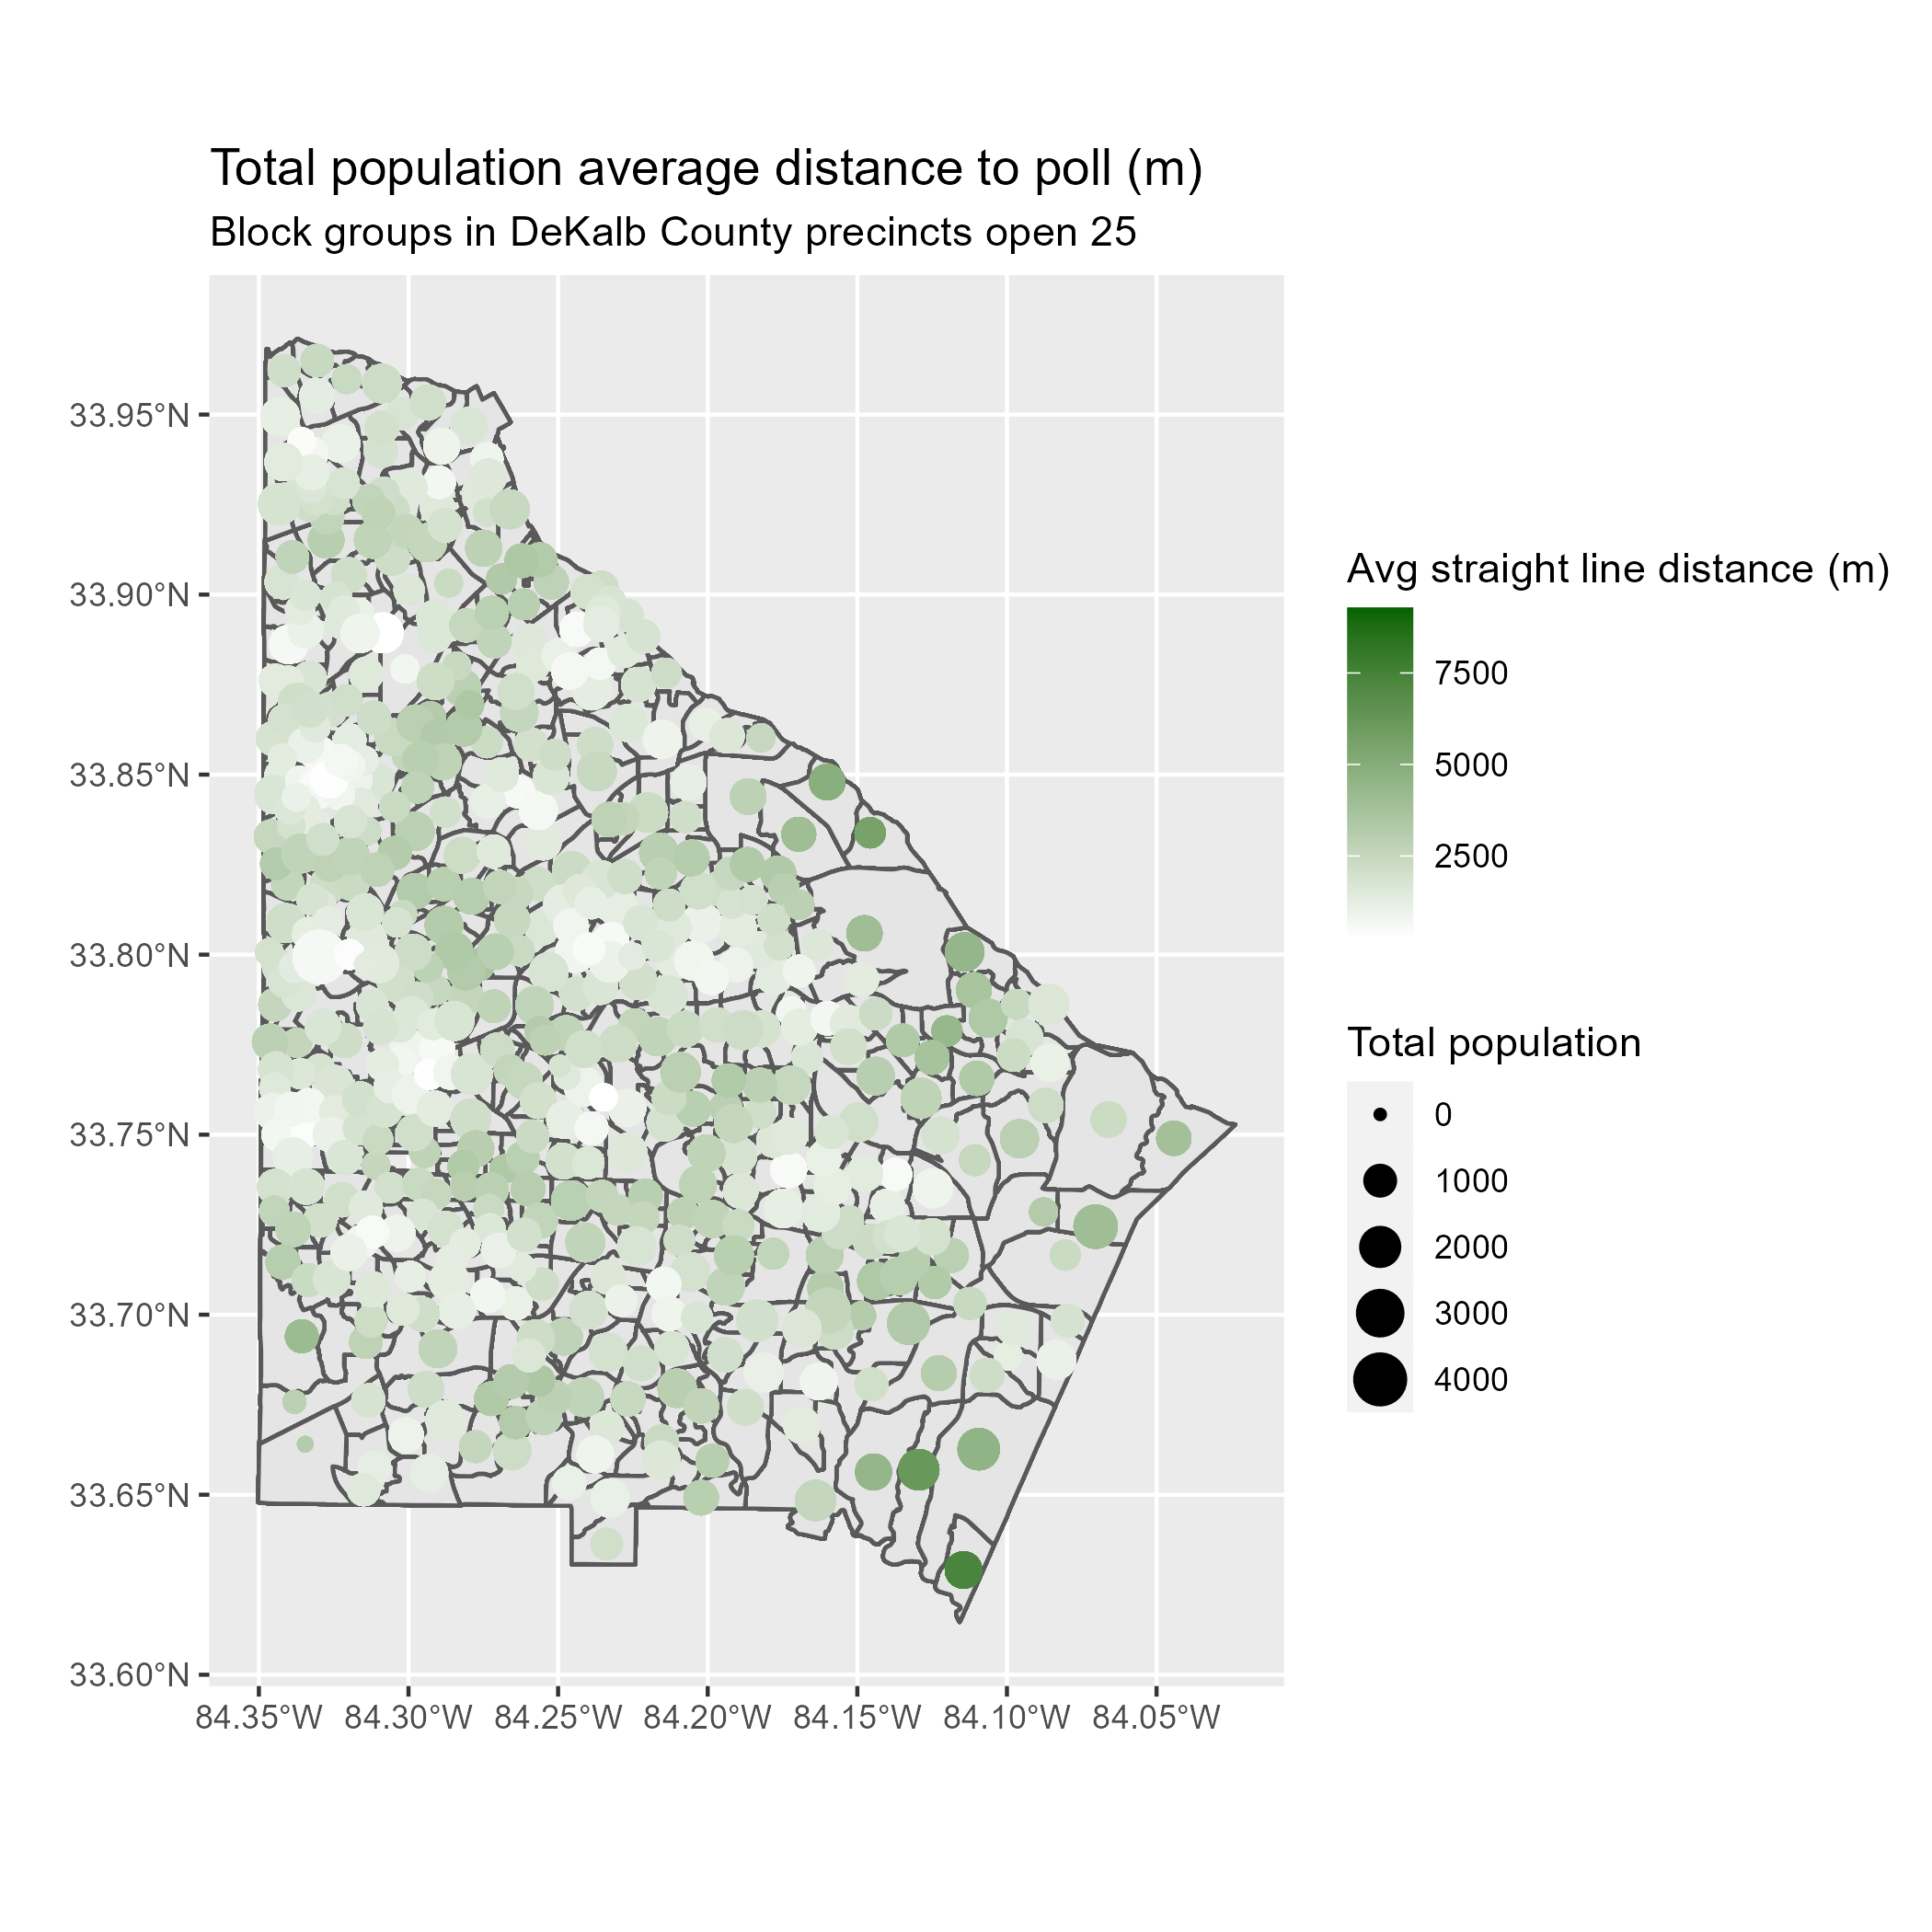 Total population average distance to poll (m)
Block groups in DeKalb County precincts open 25
33.95°N
33.90°N
33.85°N
33.80°N
33.75°N
33.70°N
33.65°N
33.60°N
84.35°W 84.30°W 84.25°W 84.20°W 84.15°W 84.10°W 84.05°W
Avg straight line distance (m)
7500
5000
2500
Total population
0
1000
2000
3000
4000